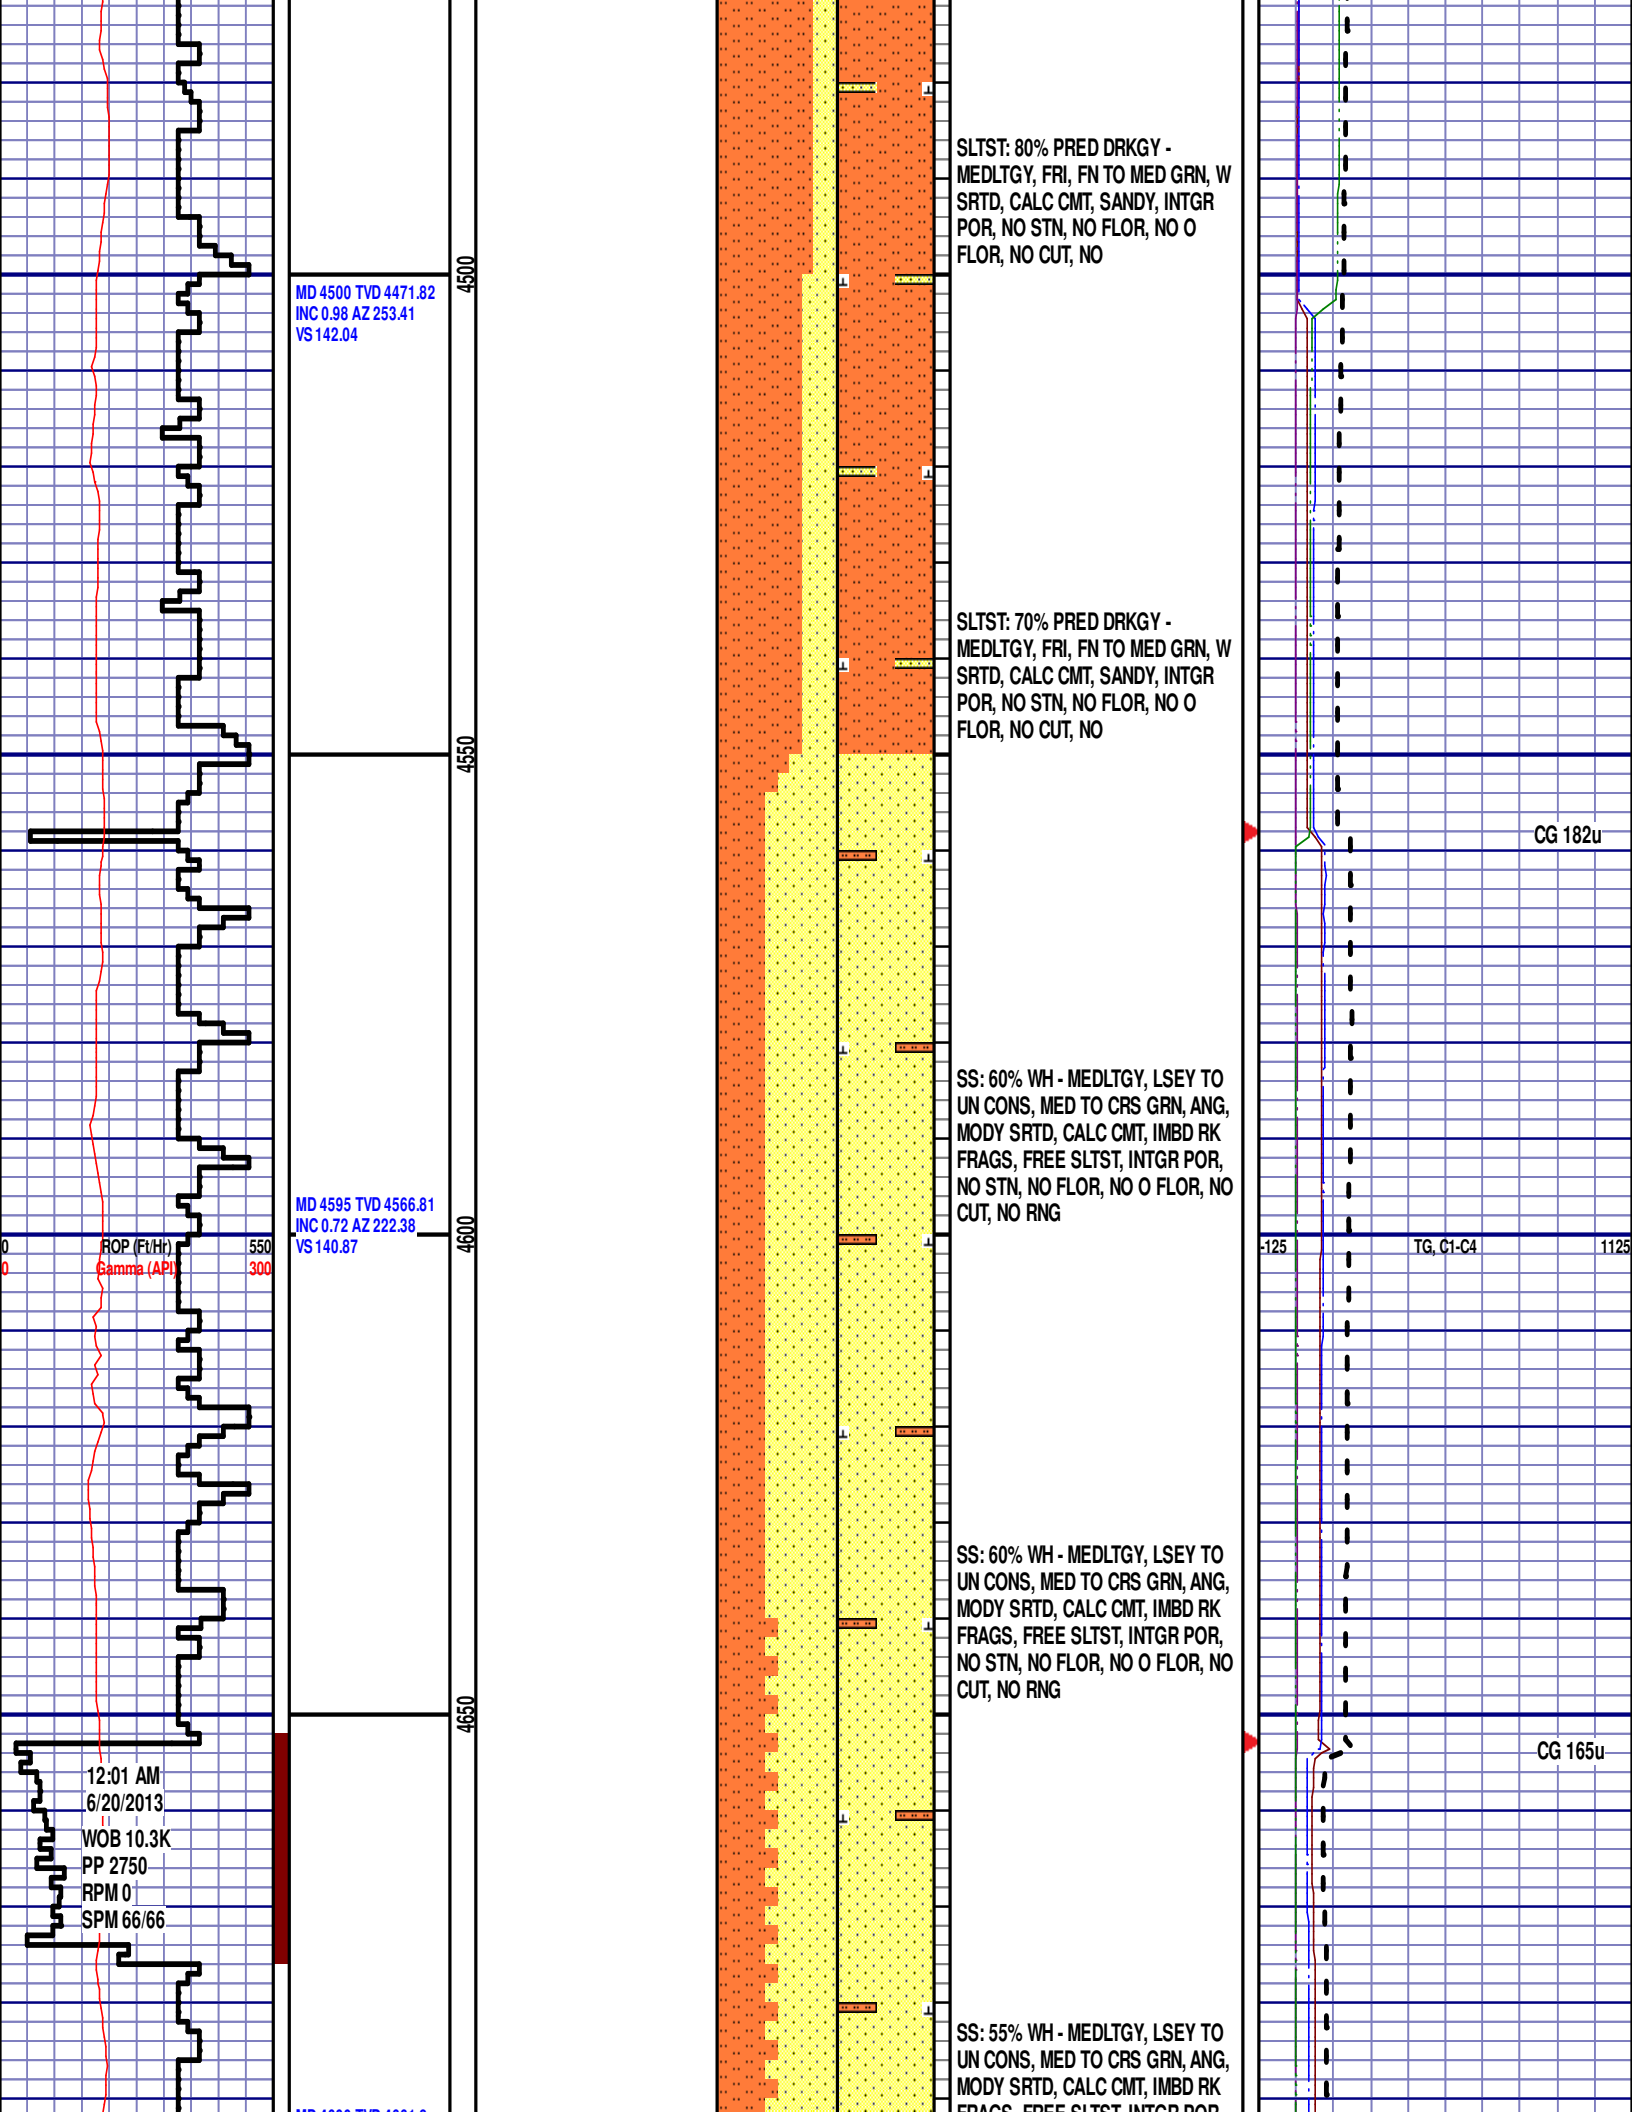 SLTST: 80% PRED DRKGY -
MEDLTGY, FRI, FN TO MED GRN, W
SRTD, CALC CMT, SANDY, INTGR
POR, NO STN, NO FLOR, NO O
FLOR, NO CUT, NO
4500
MD 4500 TVD 4471.82
INC 0.98 AZ 253.41
VS 142.04
SLTST: 70% PRED DRKGY -
MEDLTGY, FRI, FN TO MED GRN, W
SRTD, CALC CMT, SANDY, INTGR
POR, NO STN, NO FLOR, NO O
FLOR, NO CUT, NO
4550
CG 182u
SS: 60% WH - MEDLTGY, LSEY TO
UN CONS, MED TO CRS GRN, ANG,
MODY SRTD, CALC CMT, IMBD RK
FRAGS, FREE SLTST, INTGR POR,
NO STN, NO FLOR, NO O FLOR, NO
CUT, NO RNG
MD 4595 TVD 4566.81
INC 0.72 AZ 222.38
VS 140.87
4600
0 ROP (Ft/Hr) 550
0 Gamma (API) 300
-125 TG, C1-C4 1125
SS: 60% WH - MEDLTGY, LSEY TO
UN CONS, MED TO CRS GRN, ANG,
MODY SRTD, CALC CMT, IMBD RK
FRAGS, FREE SLTST, INTGR POR,
NO STN, NO FLOR, NO O FLOR, NO
CUT, NO RNG
4650
CG 165u
12:01 AM
6/20/2013
WOB 10.3K
PP 2750
RPM 0
SPM 66/66
SS: 55% WH - MEDLTGY, LSEY TO
UN CONS, MED TO CRS GRN, ANG,
MODY SRTD, CALC CMT, IMBD RK
FRAGS, FREE SLTST, INTGR POR,